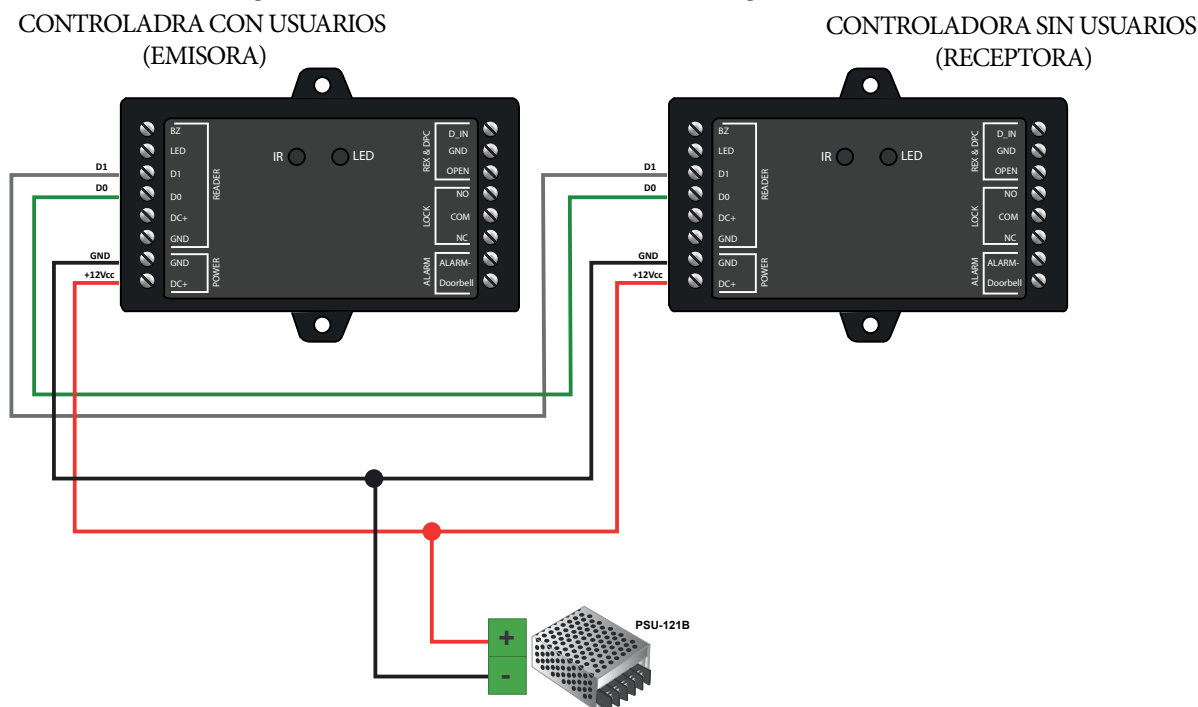 CONTROLADRA CON USUARIOS
(EMISORA)
CONTROLADORA SIN USUARIOS
(RECEPTORA)
BZ
LED
D1
D0
DC+
GND
GND
DC+
READER
POWER
IR
LED
REX & DPC
LOCK
ALARM
D_IN
GND
OPEN
NO
COM
NC
ALARM-
Doorbell
D1
D0
GND
+12Vcc
BZ
LED
D1
D0
DC+
GND
GND
DC+
READER
POWER
IR
LED
REX & DPC
LOCK
ALARM
D_IN
GND
OPEN
NO
COM
NC
ALARM-
Doorbell
D1
D0
GND
+12Vcc
+
-
PSU-121B